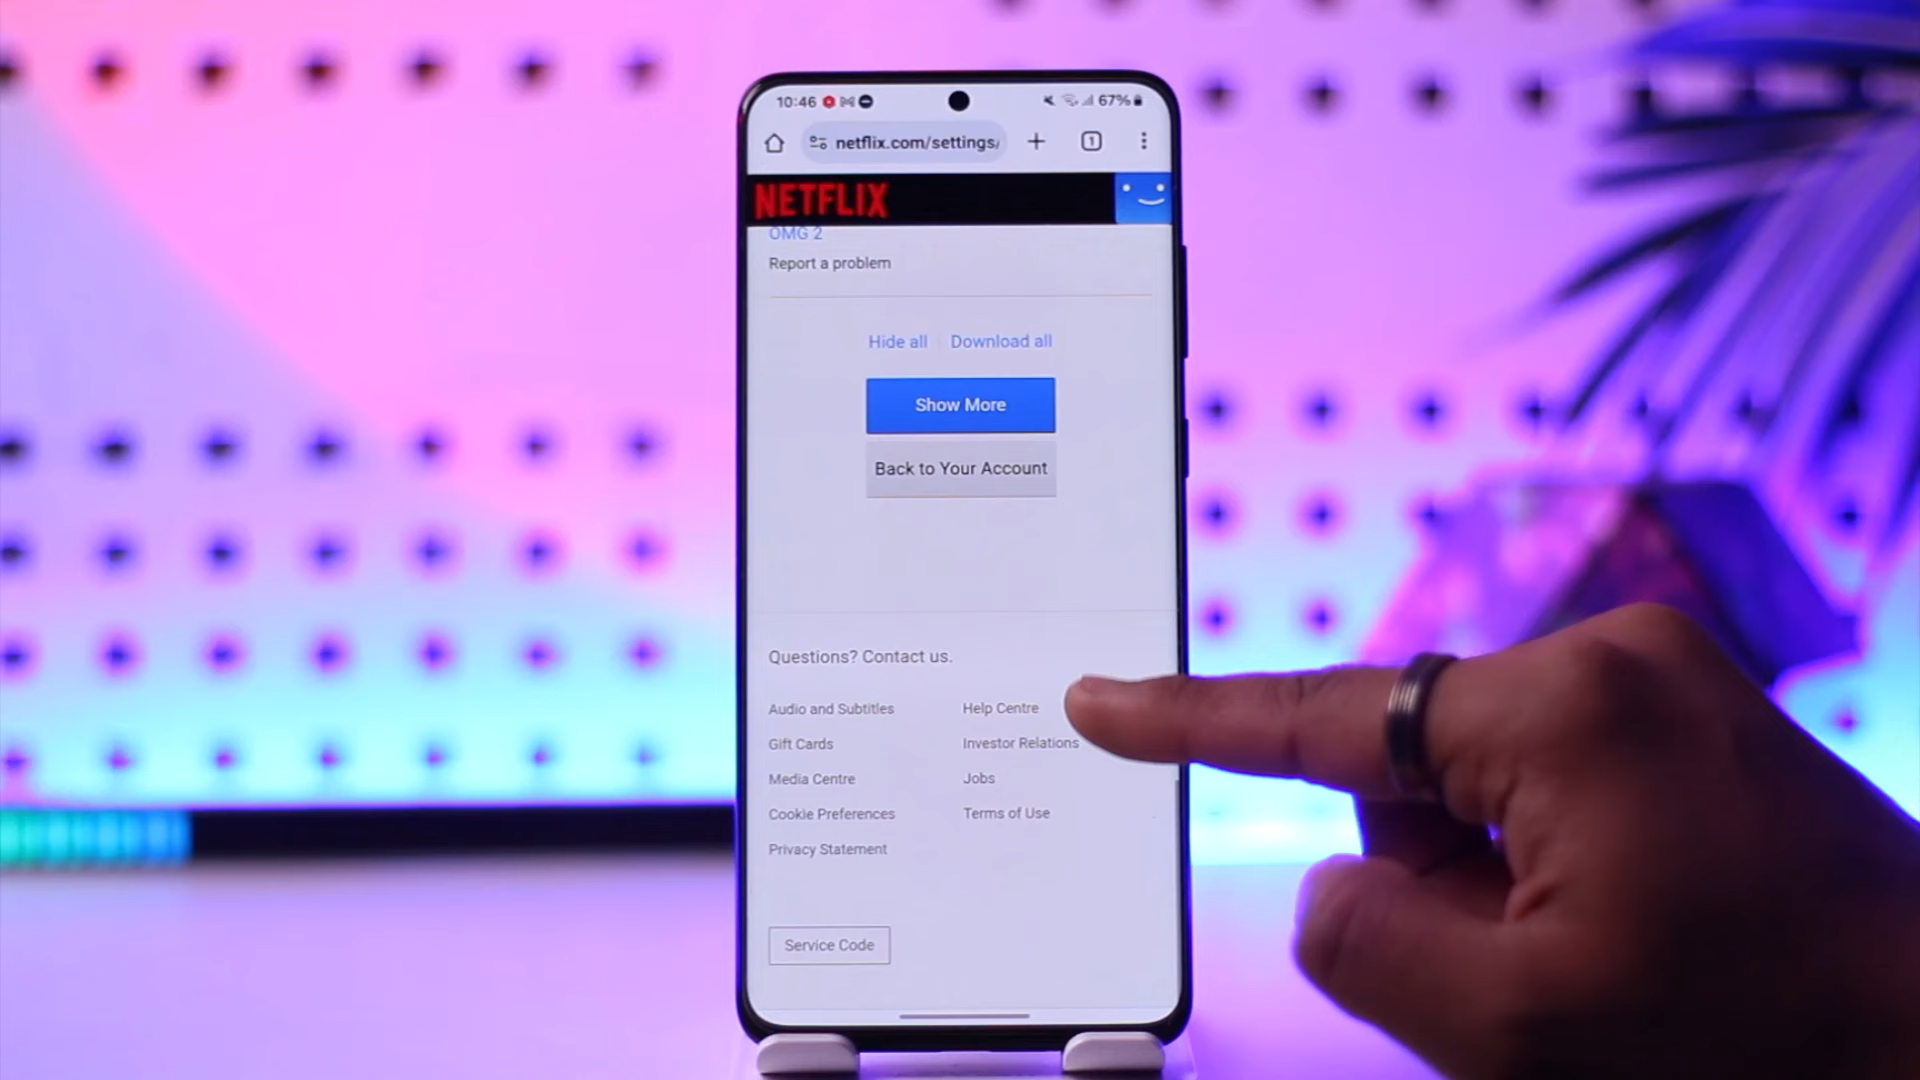 10:46 67%
netflix.com/settings/ 1
NETFLIX
OMG 2
Report a problem
Hide all Download all
Show More
Back to Your Account
Questions? Contact us.
Audio and Subtitles Help Centre
Gift Cards Investor Relations
Media Centre Jobs
Cookie Preferences Terms of Use
Privacy Statement
Service Code